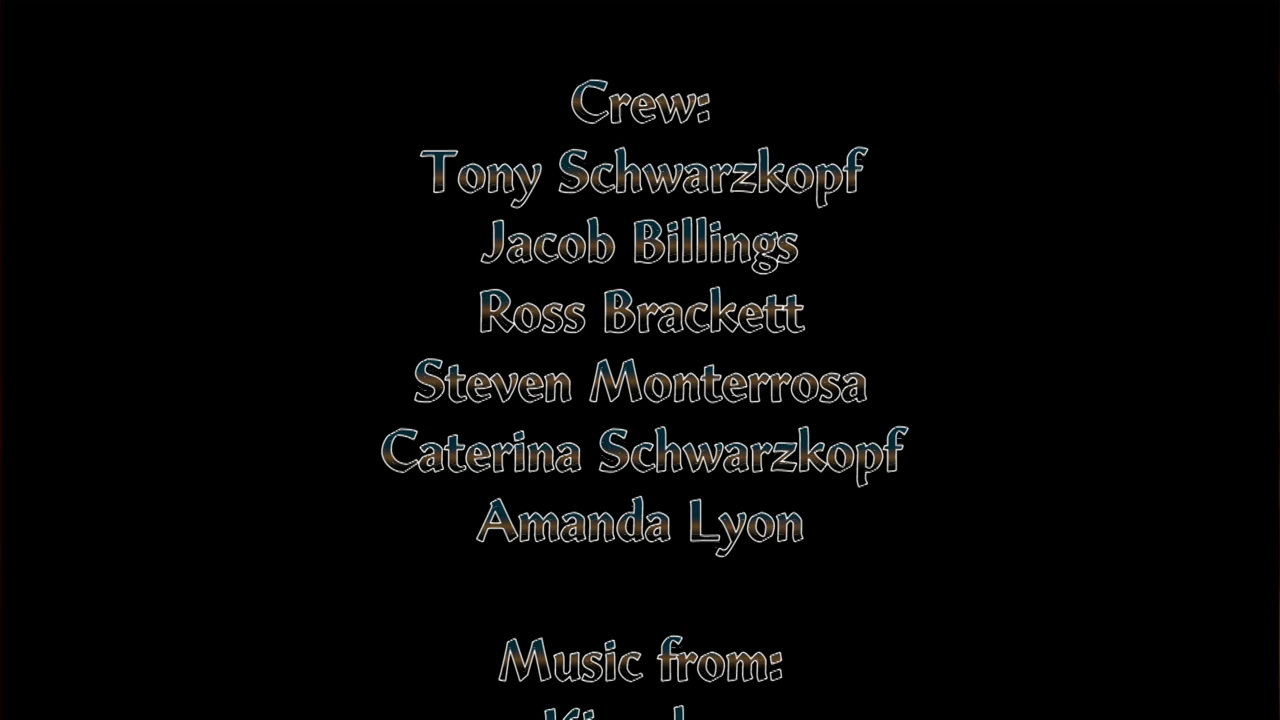 Crew:
Tony Schwarzkopf
Jacob Billings
Ross Brackett
Steven Monterrosa
Caterina Schwarzkopf
Amanda Lyon
Music from: